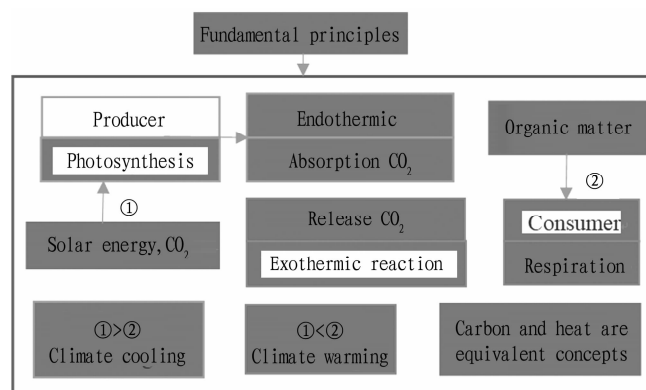 Fundamental principles
Producer
Photosynthesis
①
Solar energy,CO₂
Endothermic
Absorption CO₂
Release CO₂
Exothermic reaction
Organic matter
②
Consumer
Respiration
①>②
Climate cooling
①<②
Climate warming
Carbon and heat are
equivalent concepts